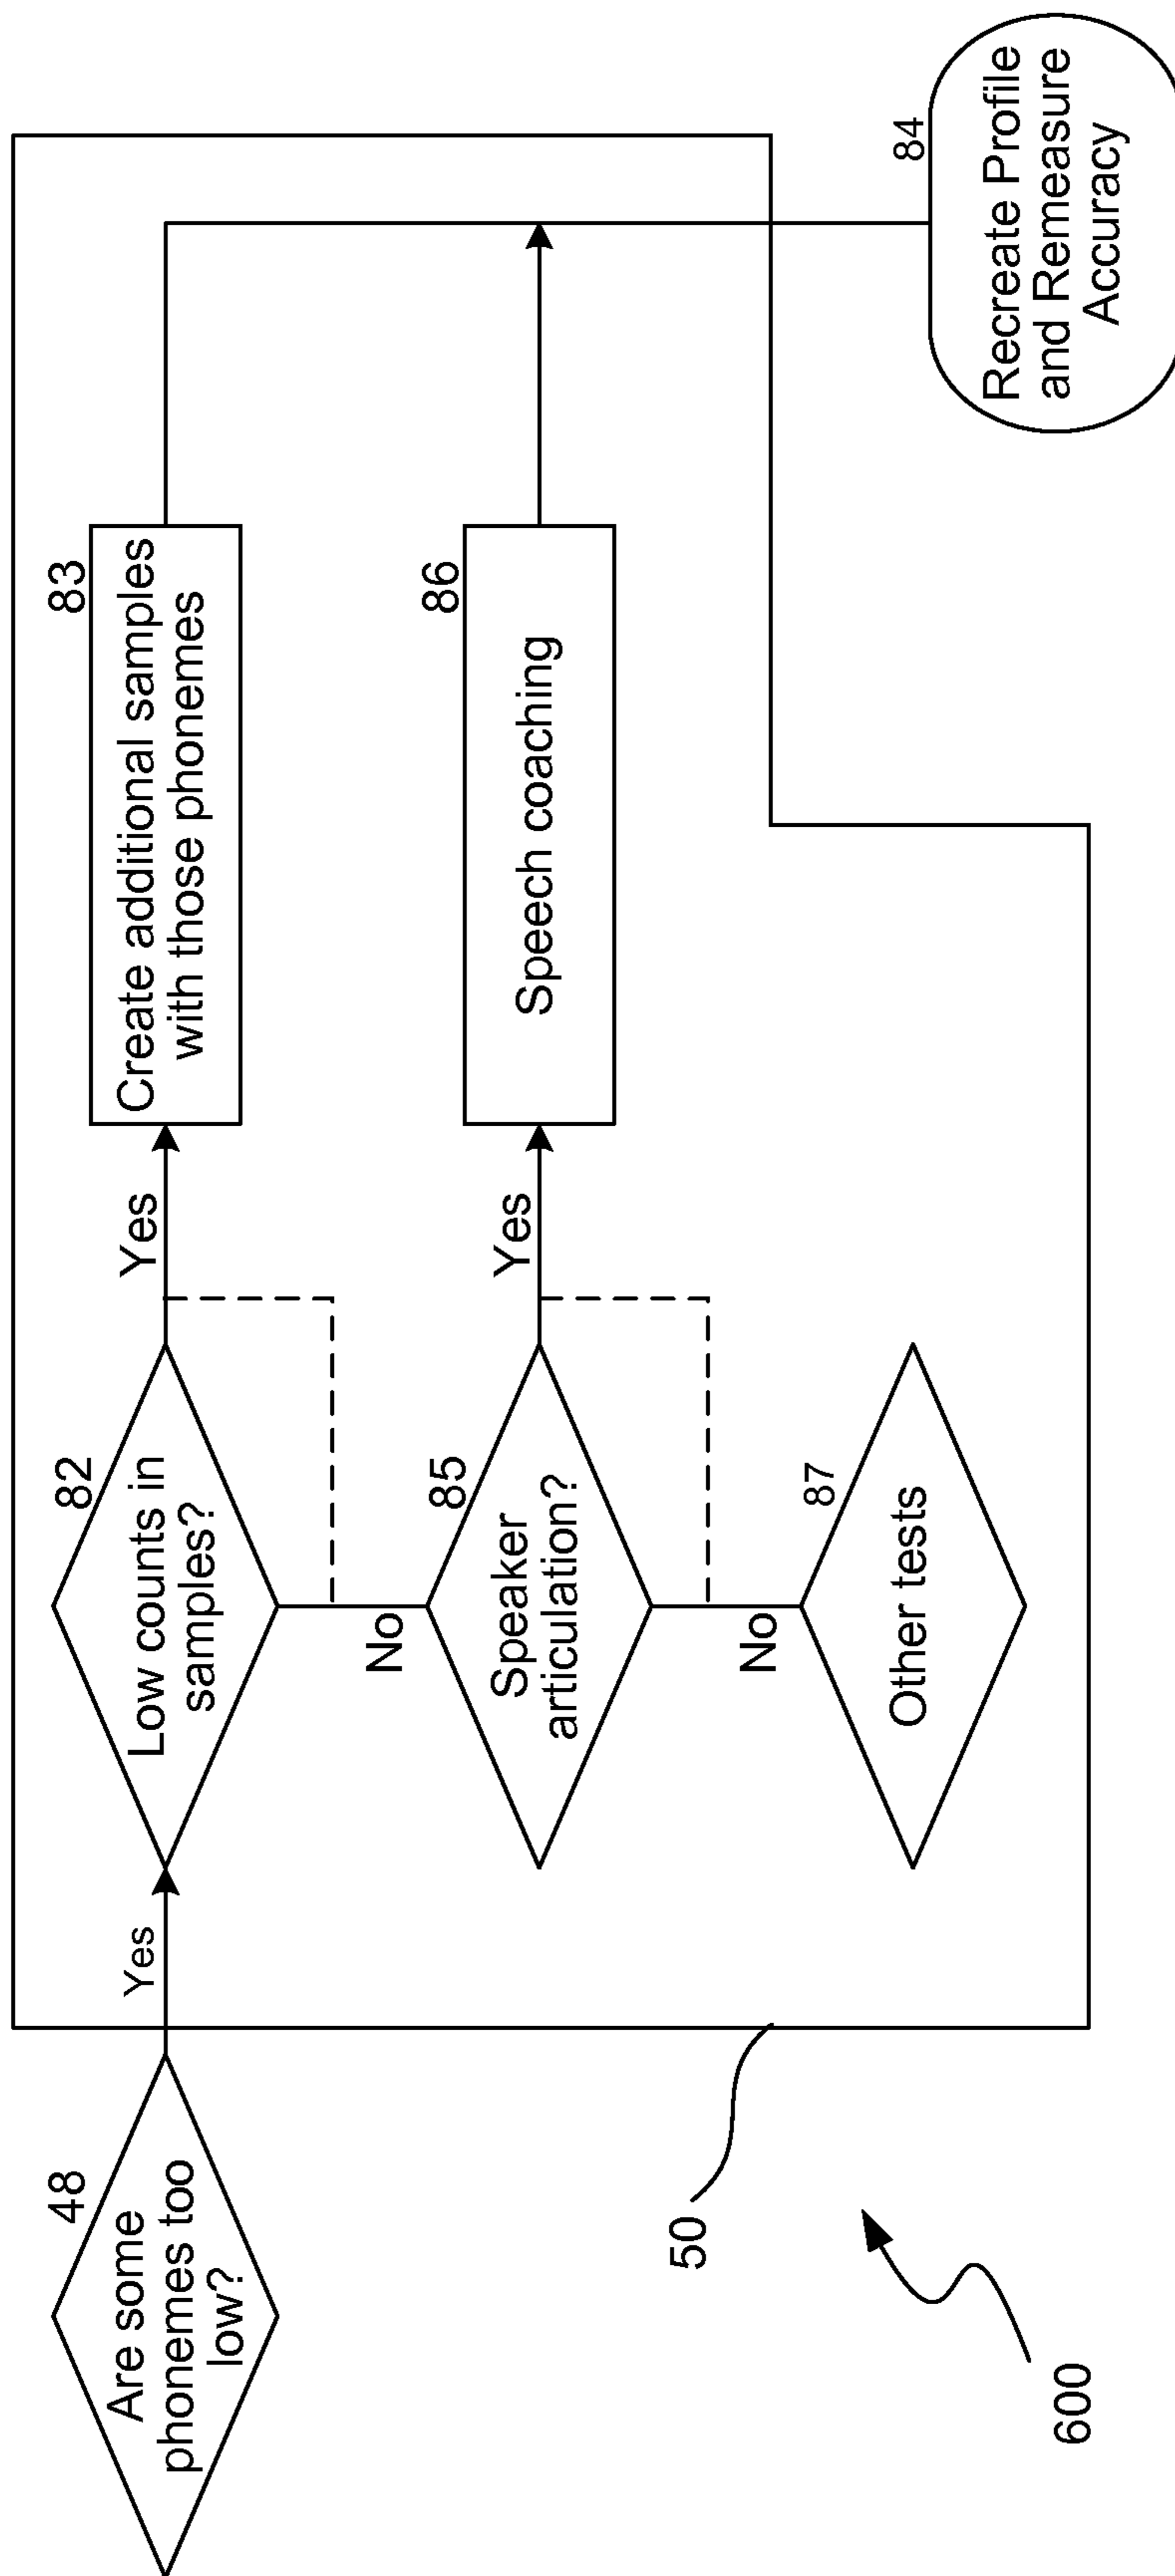 48
Are some
phonemes too
low?
Yes
82
Low counts in
samples?
Yes
83
Create additional samples
with those phonemes
No
85
Speaker
articulation?
Yes
86
Speech coaching
No
87
Other tests
84
Recreate Profile
and Remeasure
Accuracy
50
600